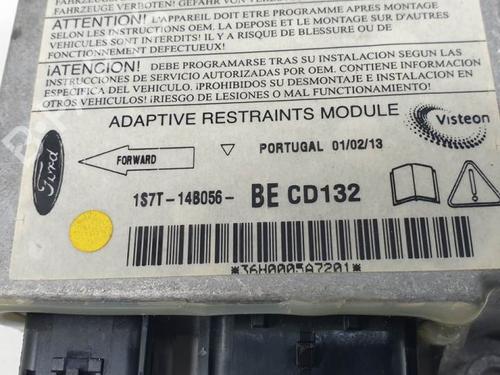 FAHRZEUGE VERBOTEN! GEFAHR VON
ATTENTION! L'APPAREIL DOIT ETRE PROGRAMME APRES MONTAGE
SELON LES INSTRUCTIONS OEM. LA DEPOSE ET LE MONTAGE SUR D'AUTRES
VEHICULES SONT INTERDITS! IL Y A RISQUE DE BLESSURE OU DE
FONCTIONNEMENT DEFECTUEUX!
¡ATENCION! DEBE PROGRAMARSE TRAS SU INSTALACION SEGUN LAS
INSTRUCCIONES DE SERVICIO AUTORIZADAS POR OEM. COMPONENTE
ESPECIFICA DEL VEHICULO. ¡PROHIBIDOS SU DESMONTAJE E INSTALACION EN
OTROS VEHICULOS! ¡RIESGO DE LESIONES O MAL FUNCIONAMIENTO!
ADAPTIVE RESTRAINTS MODULE
Visteon
Ford
FORWARD
PORTUGAL 01/02/13
1S7T-14B056- BE CD132
*36H0005A7201*